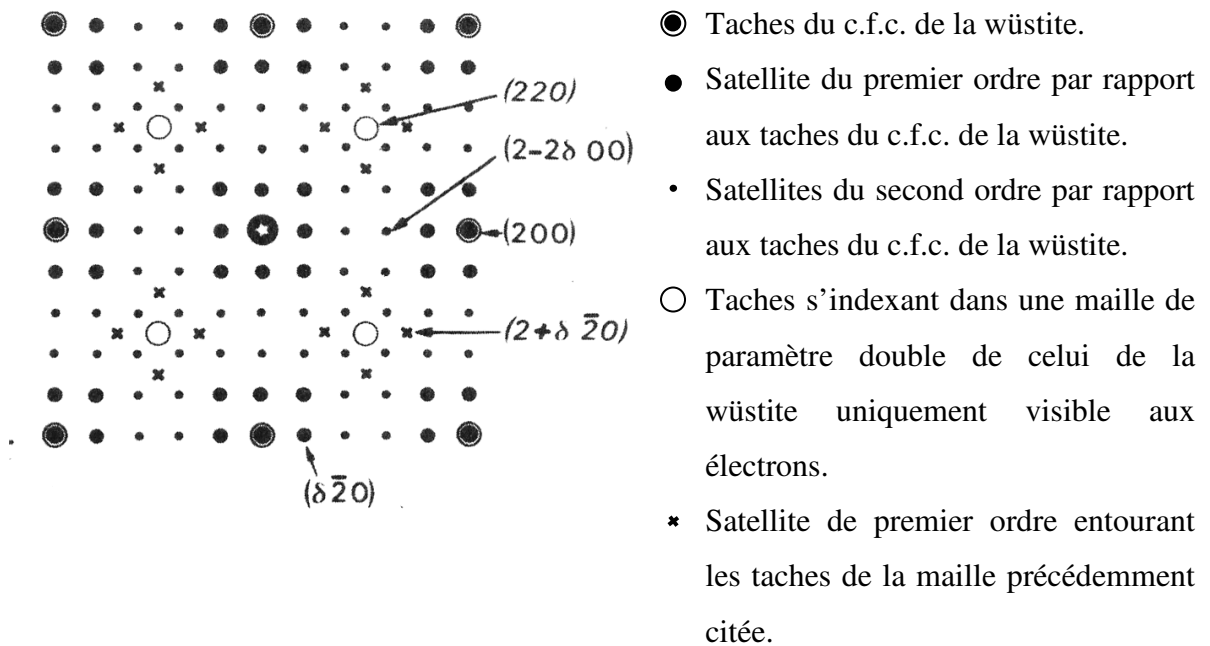 (220)
(2-2δ 00)
(200)
(2+δ 2̅0)
(δ2̅0)
Taches du c.f.c. de la wüstite.
Satellite du premier ordre par rapport
aux taches du c.f.c. de la wüstite.
Satellites du second ordre par rapport
aux taches du c.f.c. de la wüstite.
Taches s'indexant dans une maille de
paramètre double de celui de la
wüstite uniquement visible aux
électrons.
Satellite de premier ordre entourant
les taches de la maille précédemment
citée.